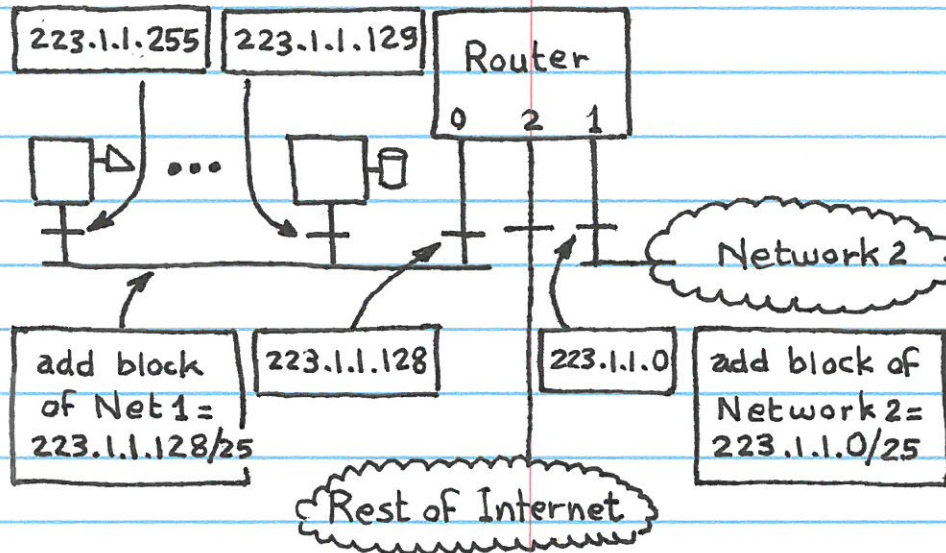 223.1.1.255
223.1.1.129
Router
0 2 1
Network 2
add block
of Net 1 =
223.1.1.128/25
223.1.1.128
223.1.1.0
add block of
Network 2 =
223.1.1.0/25
Rest of Internet